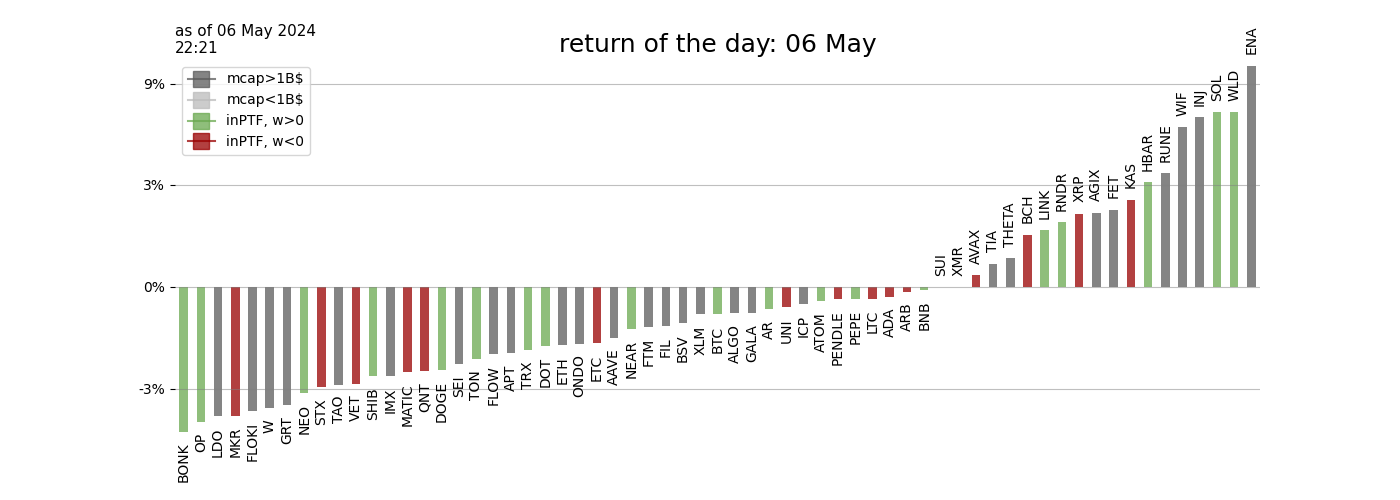 as of 06 May 2024
22:21
return of the day: 06 May
mcap>1B$
mcap<1B$
inPTF, w>0
inPTF, w<0
9%
3%
0%
-3%
BONK
OP
LDO
MKR
FLOKI
W
GRT
NEO
STX
TAO
VET
SHIB
IMX
MATIC
QNT
DOGE
SEI
TON
FLOW
APT
TRX
DOT
ETH
ONDO
ETC
AAVE
NEAR
FTM
FIL
BSV
XLM
BTC
ALGO
GALA
AR
UNI
ICP
ATOM
PENDLE
PEPE
LTC
ADA
ARB
BNB
SUI
XMR
AVAX
TIA
THETA
BCH
LINK
RNDR
XRP
AGIX
FET
KAS
HBAR
RUNE
WIF
INJ
SOL
WLD
ENA